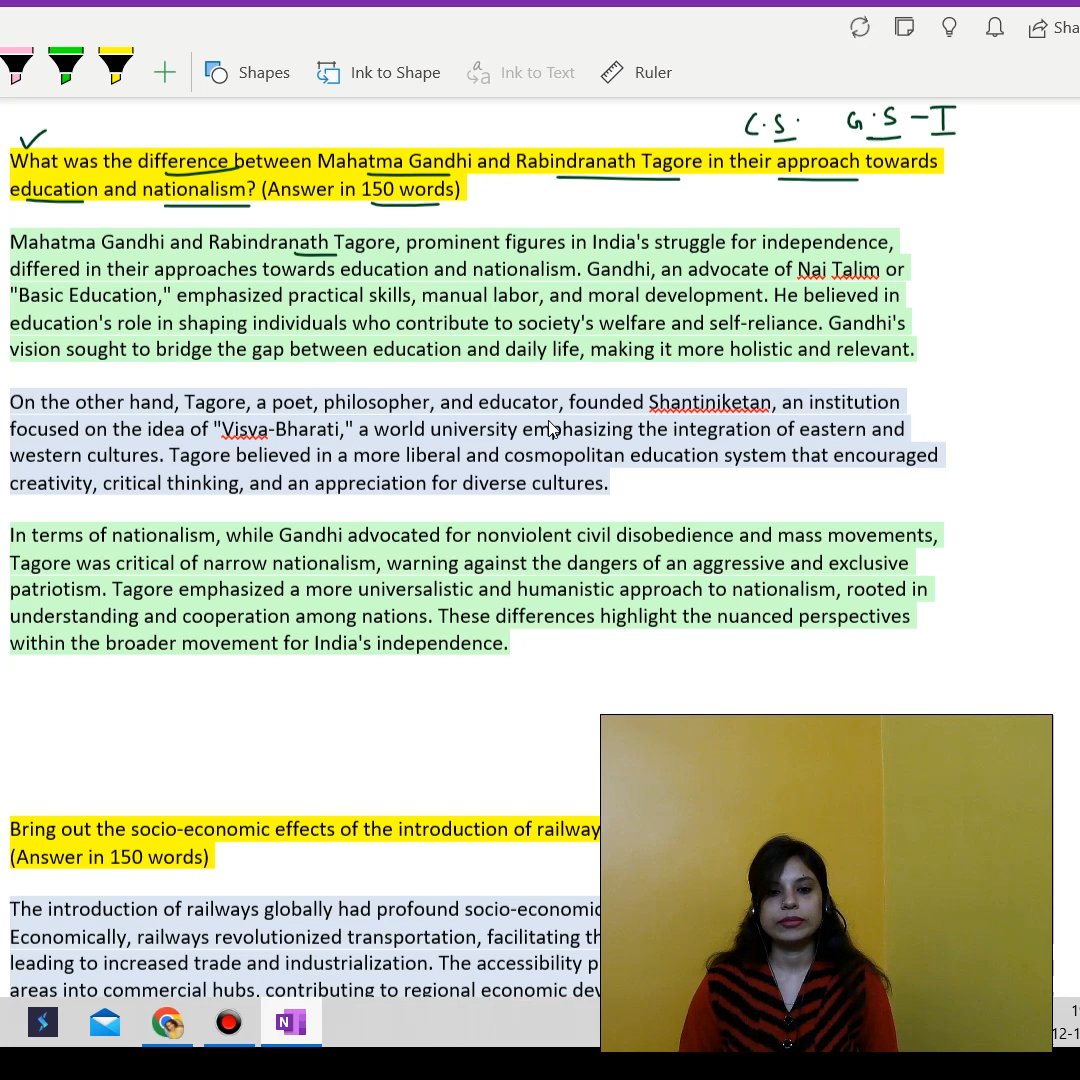 Sha
Shapes Ink to Shape Ink to Text Ruler
C.S. G.S-I
What was the difference between Mahatma Gandhi and Rabindranath Tagore in their approach towards
education and nationalism? (Answer in 150 words)
Mahatma Gandhi and Rabindranath Tagore, prominent figures in India's struggle for independence,
differed in their approaches towards education and nationalism. Gandhi, an advocate of Nai Talim or
"Basic Education," emphasized practical skills, manual labor, and moral development. He believed in
education's role in shaping individuals who contribute to society's welfare and self-reliance. Gandhi's
vision sought to bridge the gap between education and daily life, making it more holistic and relevant.
On the other hand, Tagore, a poet, philosopher, and educator, founded Shantiniketan, an institution
focused on the idea of "Visva-Bharati," a world university emphasizing the integration of eastern and
western cultures. Tagore believed in a more liberal and cosmopolitan education system that encouraged
creativity, critical thinking, and an appreciation for diverse cultures.
In terms of nationalism, while Gandhi advocated for nonviolent civil disobedience and mass movements,
Tagore was critical of narrow nationalism, warning against the dangers of an aggressive and exclusive
patriotism. Tagore emphasized a more universalistic and humanistic approach to nationalism, rooted in
understanding and cooperation among nations. These differences highlight the nuanced perspectives
within the broader movement for India's independence.
Bring out the socio-economic effects of the introduction of railway
(Answer in 150 words)
The introduction of railways globally had profound socio-economic
Economically, railways revolutionized transportation, facilitating th
leading to increased trade and industrialization. The accessibility p
areas into commercial hubs, contributing to regional economic dev
N
12-1